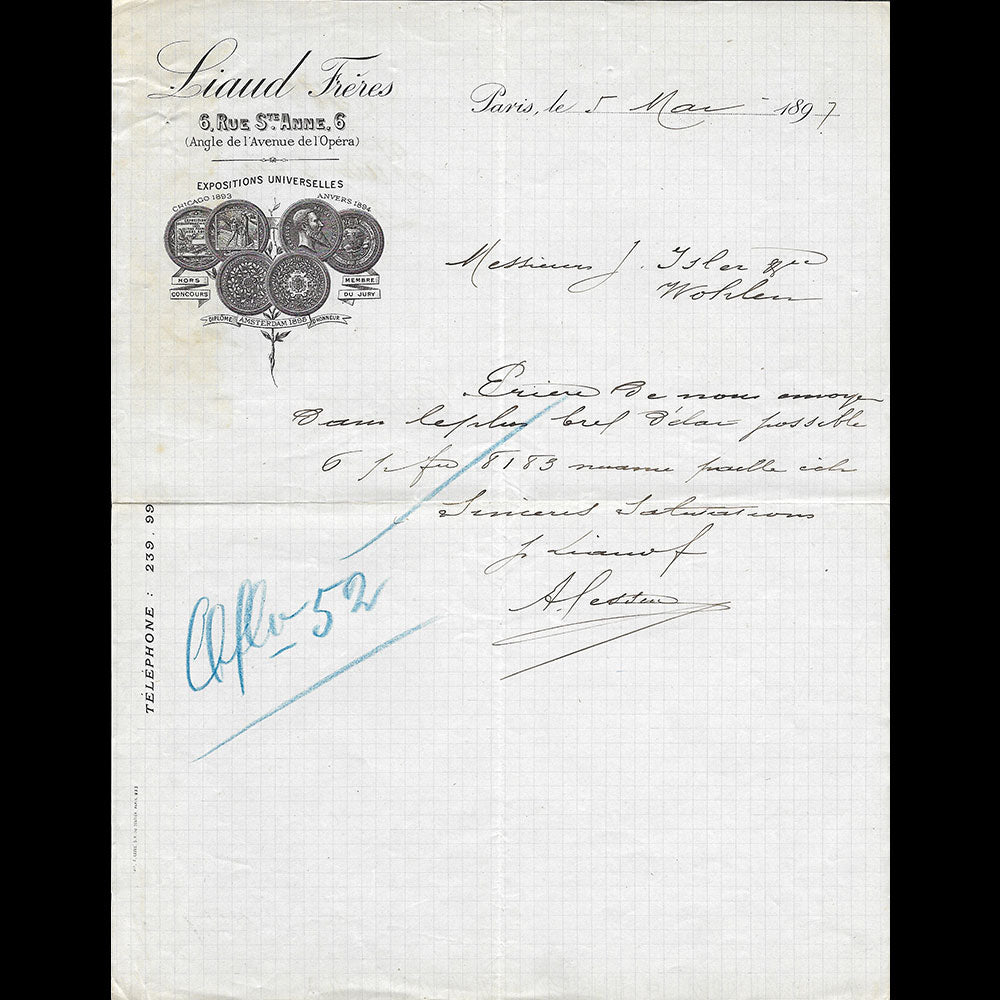 Liaud Frères
6, RUE STE ANNE, 6
(Angle de l'Avenue de l'Opéra)
EXPOSITIONS UNIVERSELLES
CHICAGO 1893
ANVERS 1894
HORS
CONCOURS
MEMBRE
DU JURY
DIPLÔME
AMSTERDAM 1895
D'HONNEUR
Paris, le 5 Mai 1897
Messieurs J. Isler &
Wohlen
Prière de nous envoyer
dans le plus bref délai possible
6 8183 nuance paille
Sincères Salutations
TÉLÉPHONE : 239.99
52